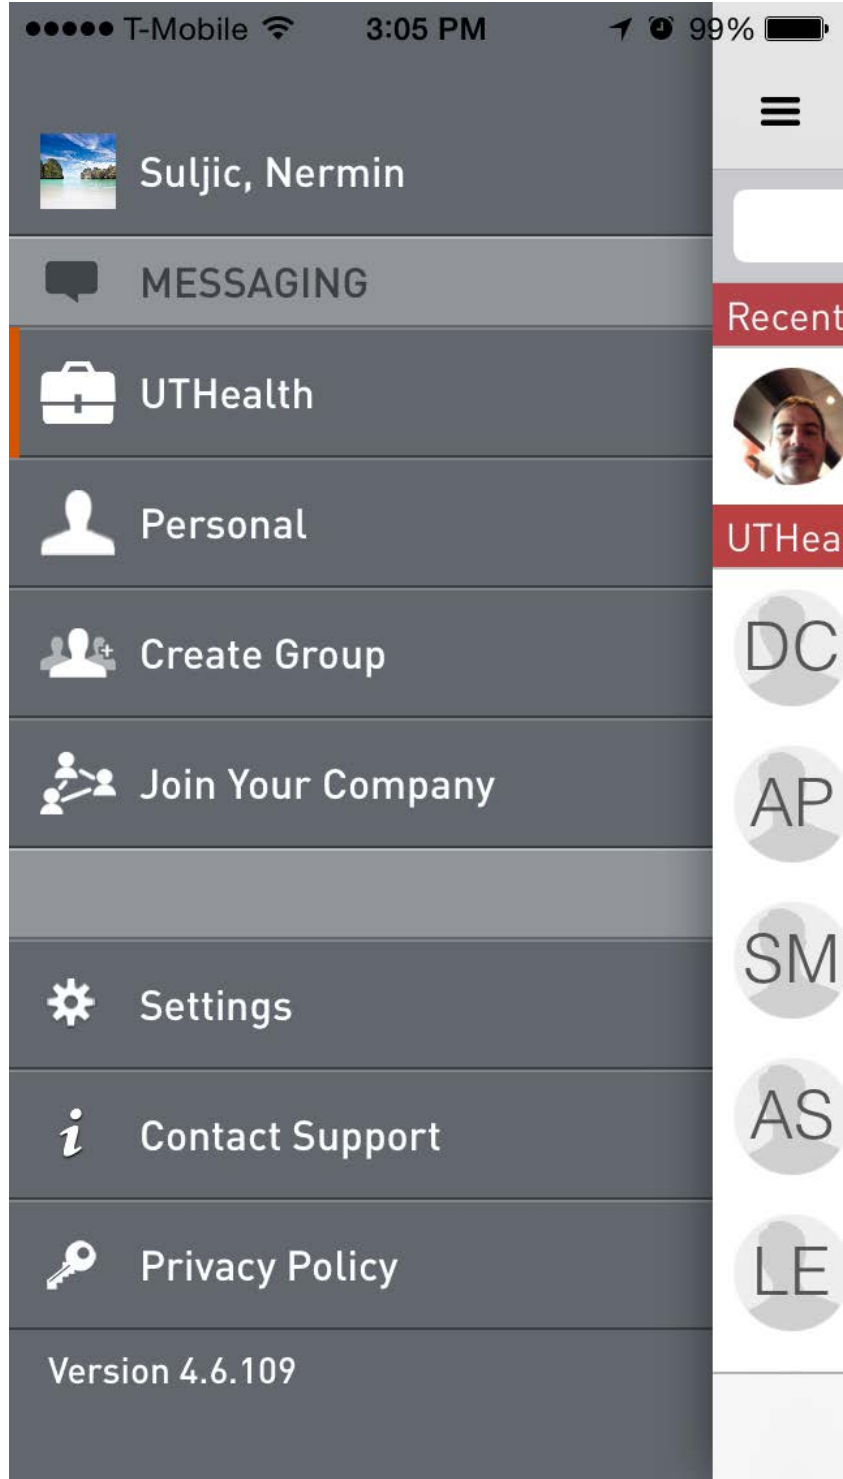 T-Mobile 3:05 PM 99%
Suljic, Nermin
MESSAGING
UTHealth
Personal
Create Group
Join Your Company
Settings
i Contact Support
Privacy Policy
Version 4.6.109
Recent
UTHea
DC
AP
SM
AS
LE